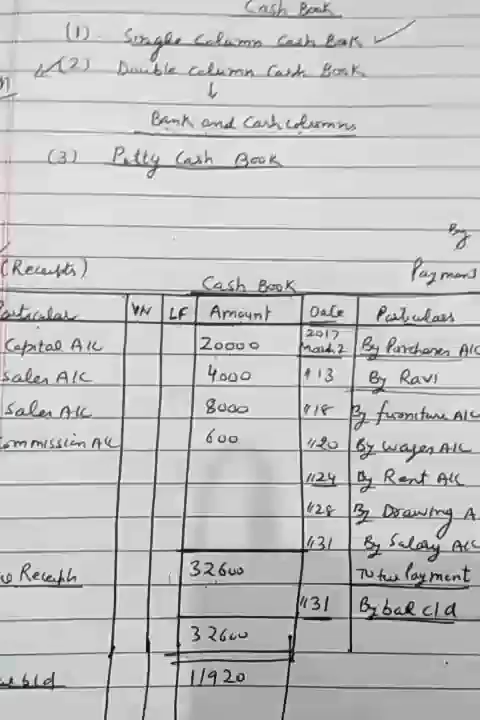 Cash Book
(1) Single Column Cash Book
(2) Double Column Cash Book
↓
Bank and Cash columns
(3) Petty Cash Book
By
(Receipts) Cash Book Payment
Particular VN LF Amount Date Particulars
Capital A/C 20000 2017 March 2 By Purchases A/C
Sales A/C 4000 "13 By Ravi
Sales A/C 8000 "18 By furniture A/C
Commission A/C 600 "20 By wages A/C
"24 By Rent A/C
"28 By Drawing A
"31 By Salary A/C
Receipts 32600 Payment
"31 By bal c/d
32600
b/d 11920